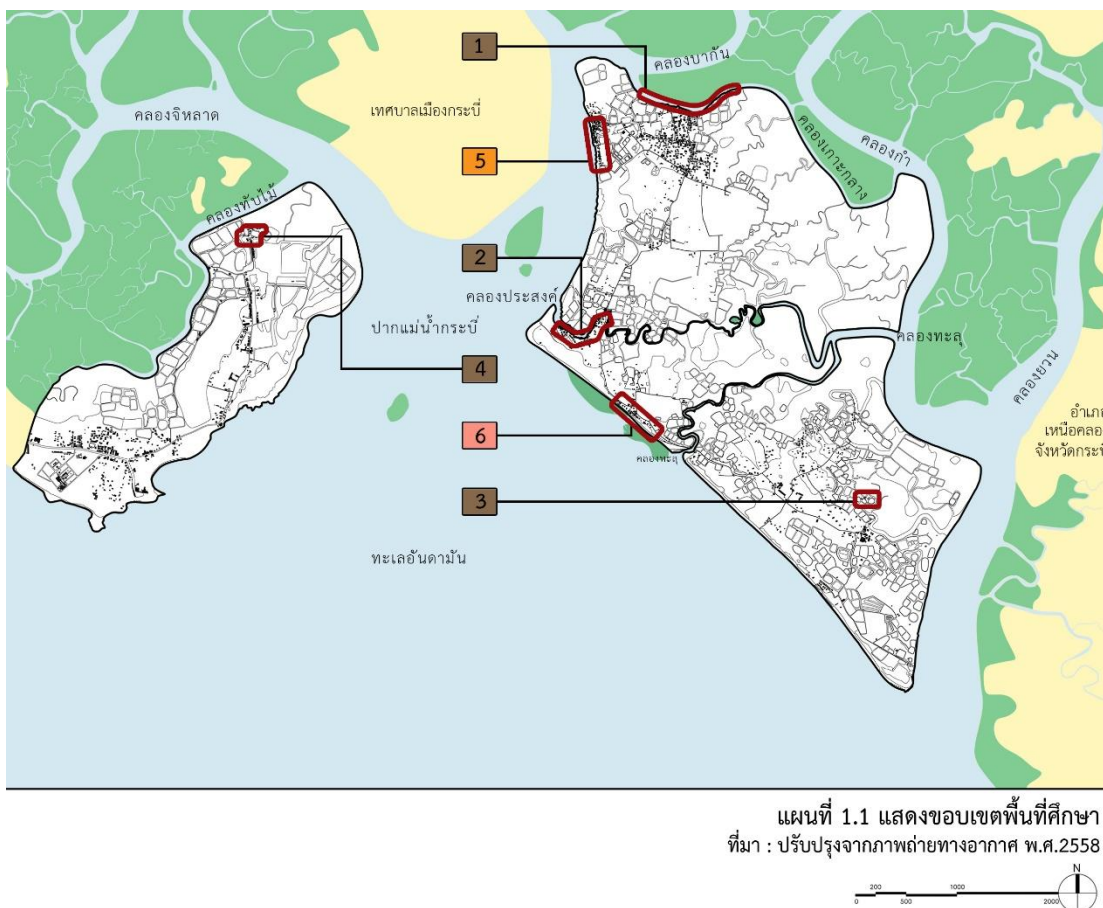 1
คลองบากัน
เทศบาลเมืองกระบี่
คลองจิหลาด
คลองกำ
5
คลองเกาะกลาง
คลองทับไม้
2
คลองประสงค์
ปากแม่น้ำกระบี่
คลองทะลุ
4
คลองยวน
6
อำเภอ
เหนือคลอง
จังหวัดกระบี่
คลองทะลุ
3
ทะเลอันดามัน
แผนที่ 1.1 แสดงขอบเขตพื้นที่ศึกษา
ที่มา : ปรับปรุงจากภาพถ่ายทางอากาศ พ.ศ.2558
N
200 1000
0 500 2000